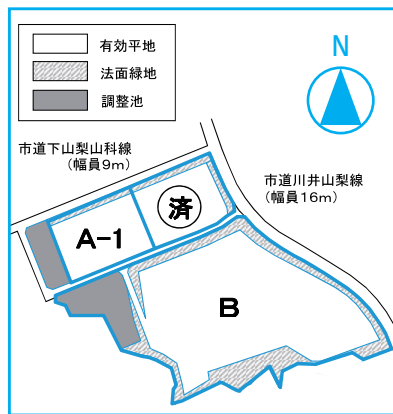 有効平地
法面緑地
調整池
N
市道下山梨山科線
(幅員9m)
市道川井山梨線
(幅員16m)
済
A-1
B